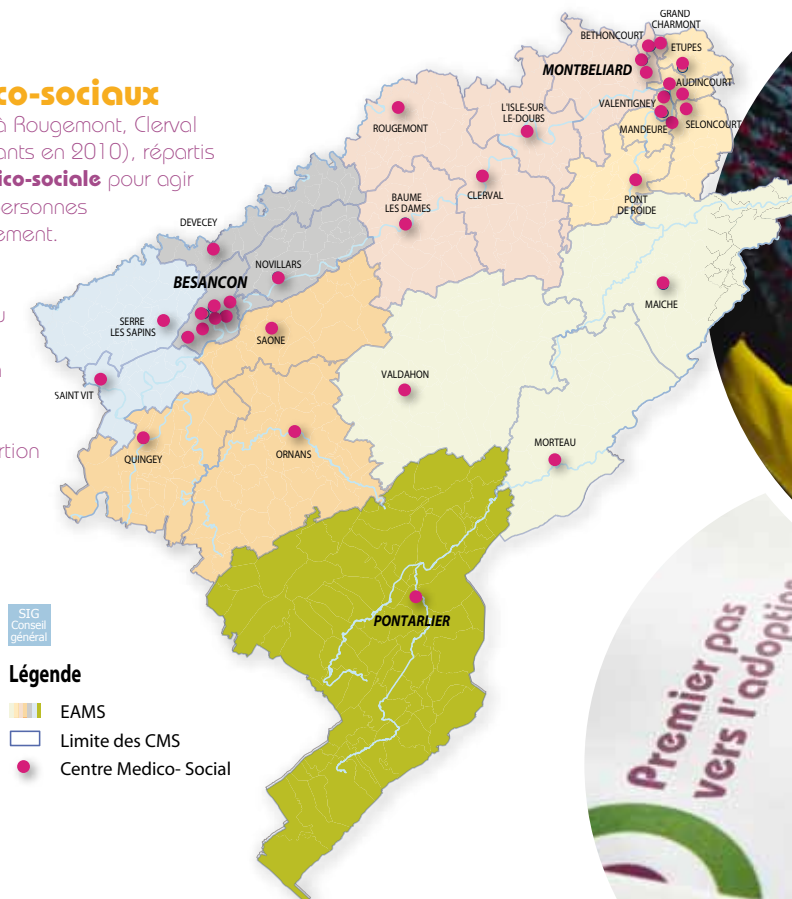 co-sociaux
à Rougemont, Clerval
ants en 2010), répartis
ico-sociale pour agir
ersonnes
ement.
u
rtion
GRAND
CHARMONT
BETHONCOURT
ETUPES
MONTBELIARD
AUDINCOURT
L'ISLE-SUR-
LE-DOUBS
VALENTIGNEY
ROUGEMONT
MANDEURE
SELONCOURT
CLERVAL
BAUME
LES DAMES
PONT
DE ROIDE
DEVECEY
NOVILLARS
BESANCON
MAICHE
SERRE
LES SAPINS
SAONE
VALDAHON
SAINT VIT
QUINGEY
ORNANS
MORTEAU
PONTARLIER
SIG
Conseil
général
Légende
EAMS
Limite des CMS
Centre Medico- Social
Premier pas
vers l'adoption